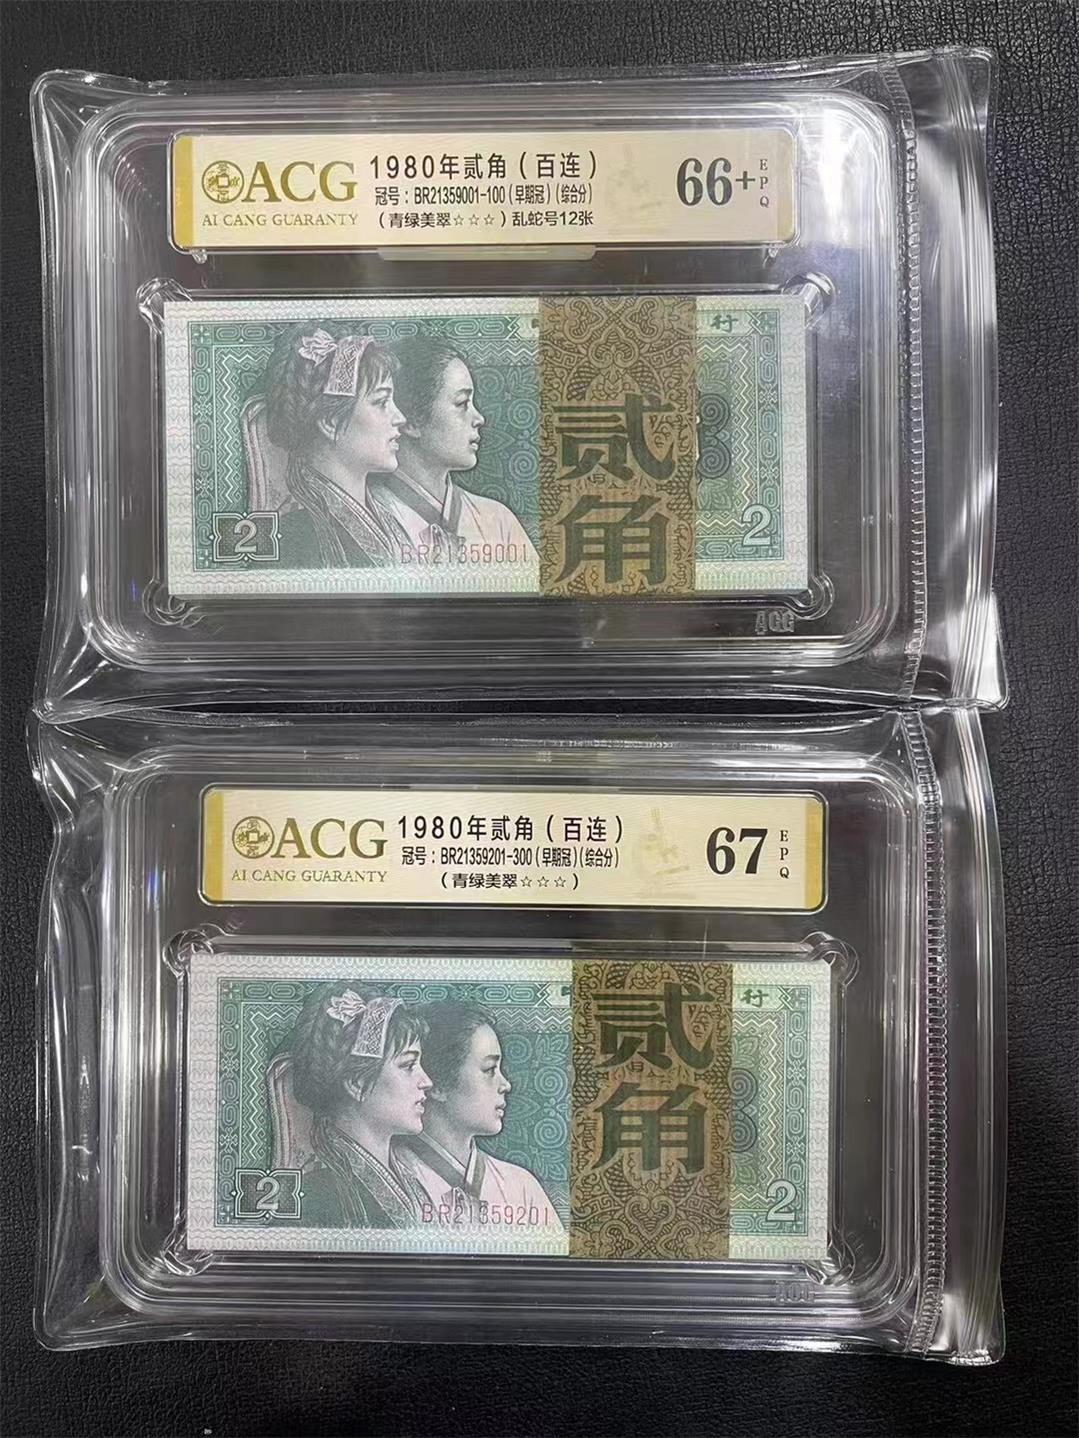 ACG
AI CANG GUARANTY
1980年贰角（百连）
冠号：BR21359001-100（早期冠）（综合分）
（青绿美翠☆☆☆）乱蛇号12张
66+
EPQ
行
贰
角
2
BR21359001
2
ACG
ACG
AI CANG GUARANTY
1980年贰角（百连）
冠号：BR21359201-300（早期冠）（综合分）
（青绿美翠☆☆☆）
67
EPQ
行
贰
角
2
BR21359201
2